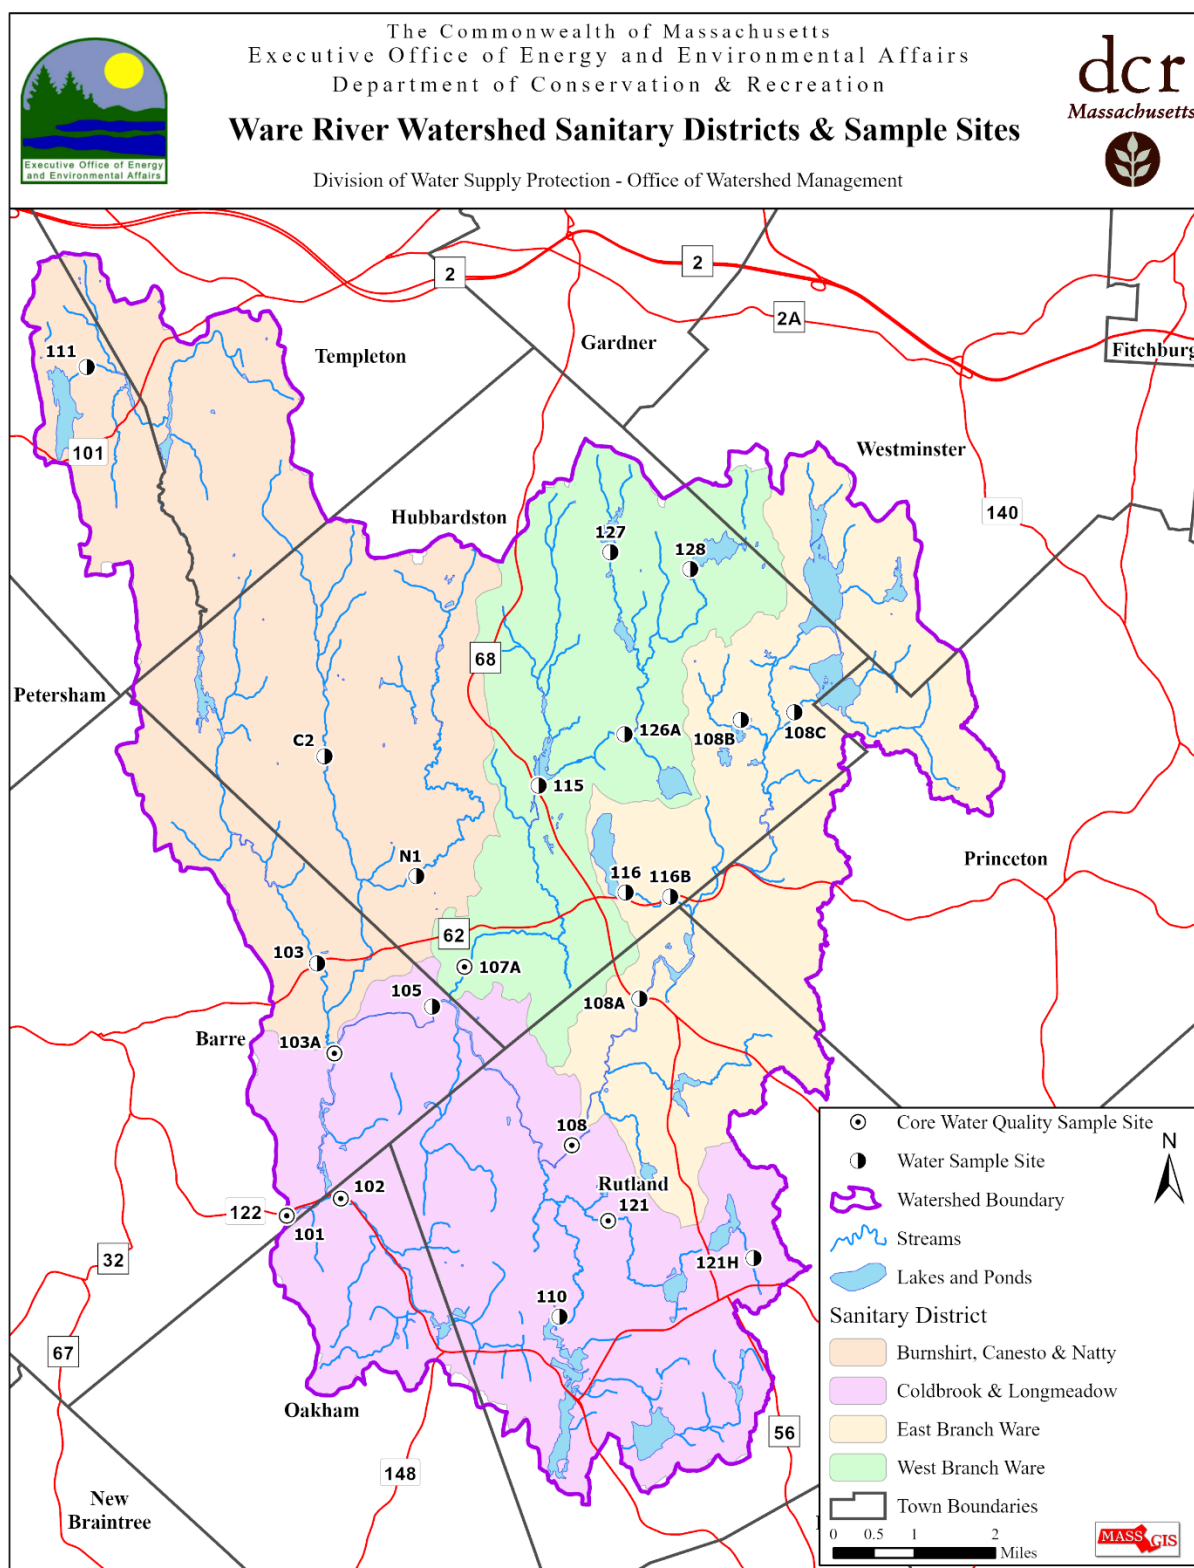 The Commonwealth of Massachusetts
Executive Office of Energy and Environmental Affairs
Department of Conservation & Recreation
Ware River Watershed Sanitary Districts & Sample Sites
Division of Water Supply Protection - Office of Watershed Management
Executive Office of Energy
and Environmental Affairs
dcr
Massachusetts
2
2
2A
Gardner
Templeton
Fitchburg
111
101
Westminster
140
Hubbardston
127
128
68
Petersham
C2
126A
108B
108C
115
Princeton
N1
116
116B
62
103
107A
105
108A
Barre
103A
108
Rutland
102
122
101
121
32
121H
110
67
Oakham
56
148
New
Braintree
Core Water Quality Sample Site
N
Water Sample Site
Watershed Boundary
Streams
Lakes and Ponds
Sanitary District
Burnshirt, Canesto & Natty
Coldbrook & Longmeadow
East Branch Ware
West Branch Ware
Town Boundaries
0 0.5 1 2
Miles
MASS GIS